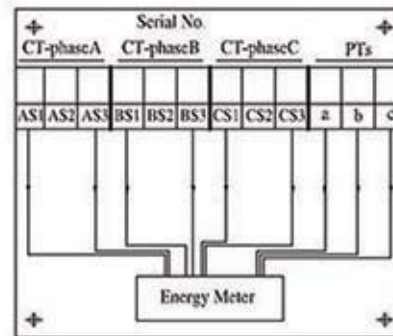 Serial No.
CT-phaseA CT-phaseB CT-phaseC PTs
AS1 AS2 AS3 BS1 BS2 BS3 CS1 CS2 CS3 a b c
Energy Meter